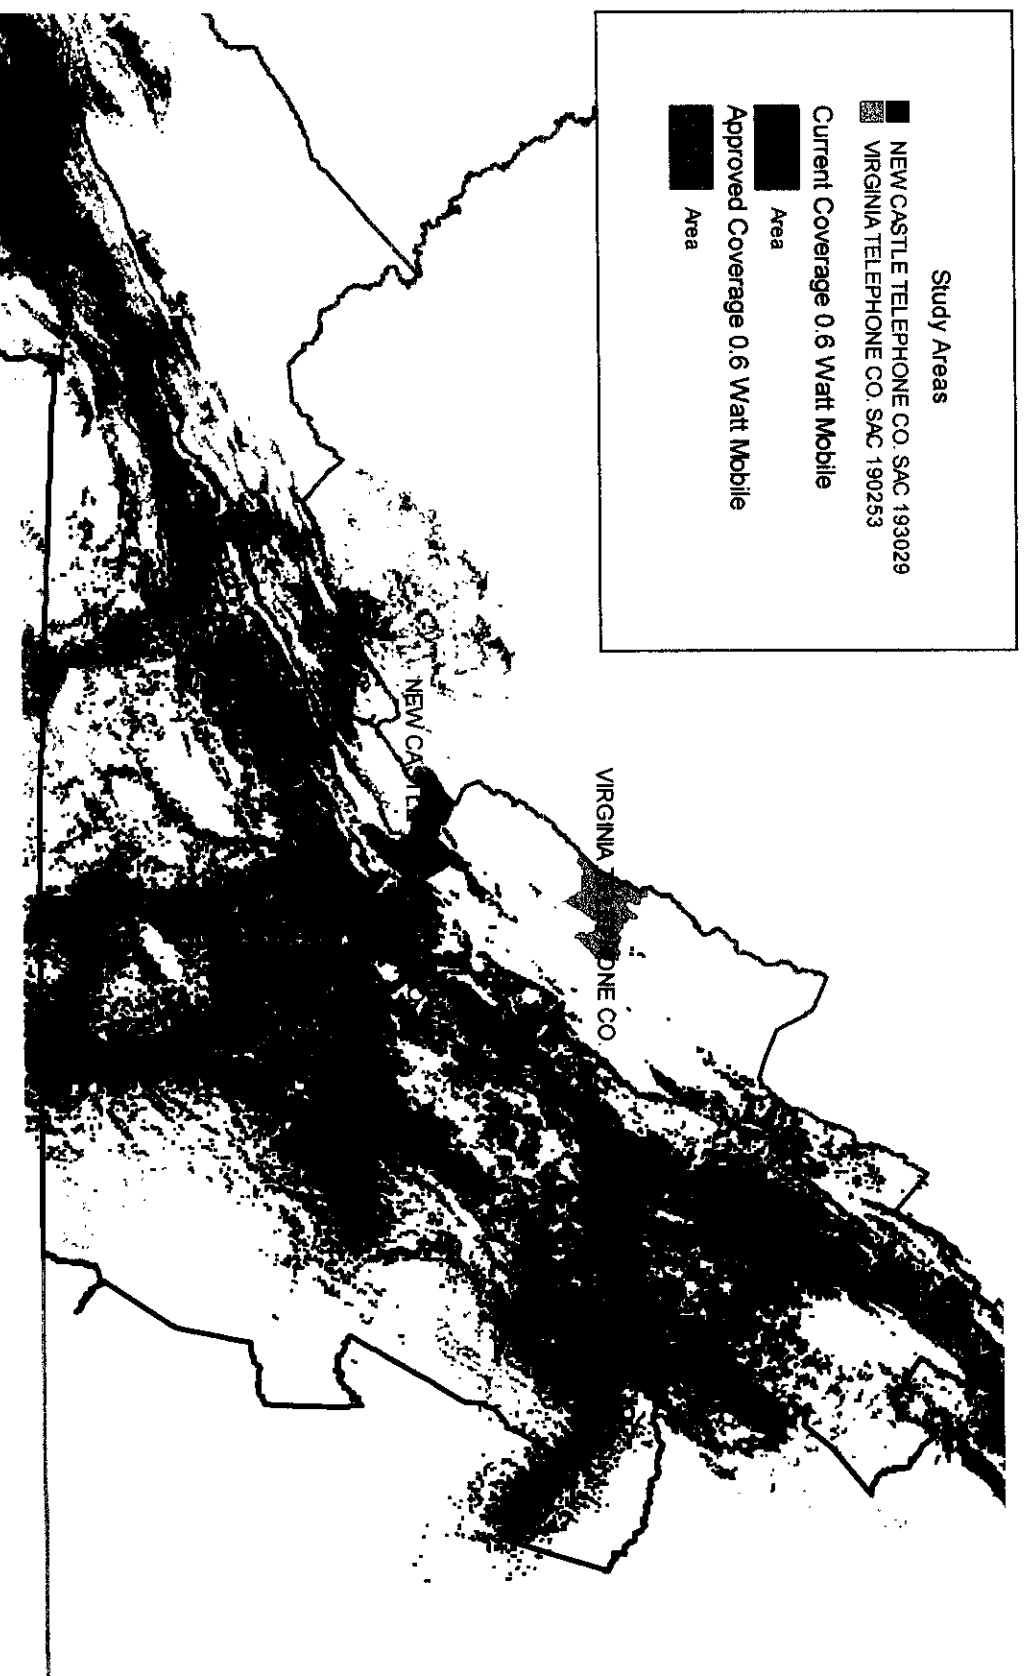 Study Areas
NEW CASTLE TELEPHONE CO. SAC 193029
VIRGINIA TELEPHONE CO. SAC 190253
Current Coverage 0.6 Watt Mobile
Area
Approved Coverage 0.6 Watt Mobile
Area
VIRGINIA
ONE CO.
NEW CASTLE